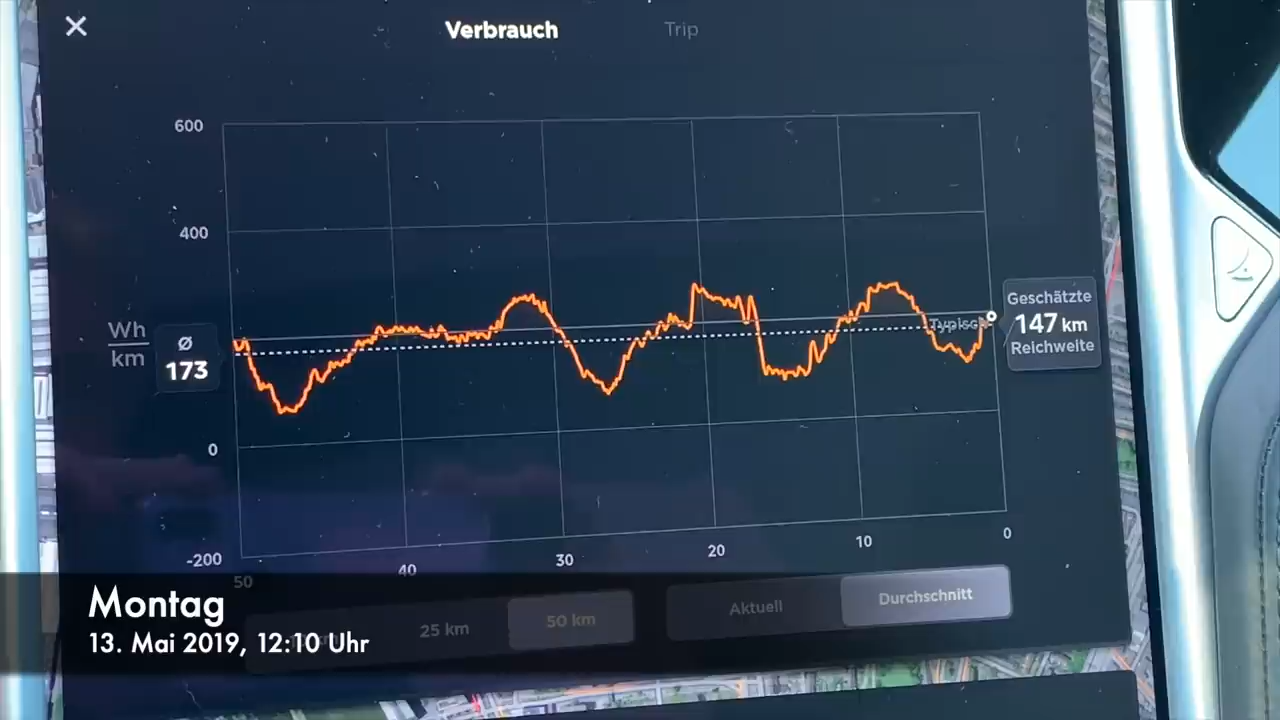 Verbrauch
Trip
600
400
Wh
km
Ø
173
0
-200
50
40
30
20
10
0
Typisch
Geschätzte
147 km
Reichweite
25 km
50 km
Aktuell
Durchschnitt
Montag
13. Mai 2019, 12:10 Uhr